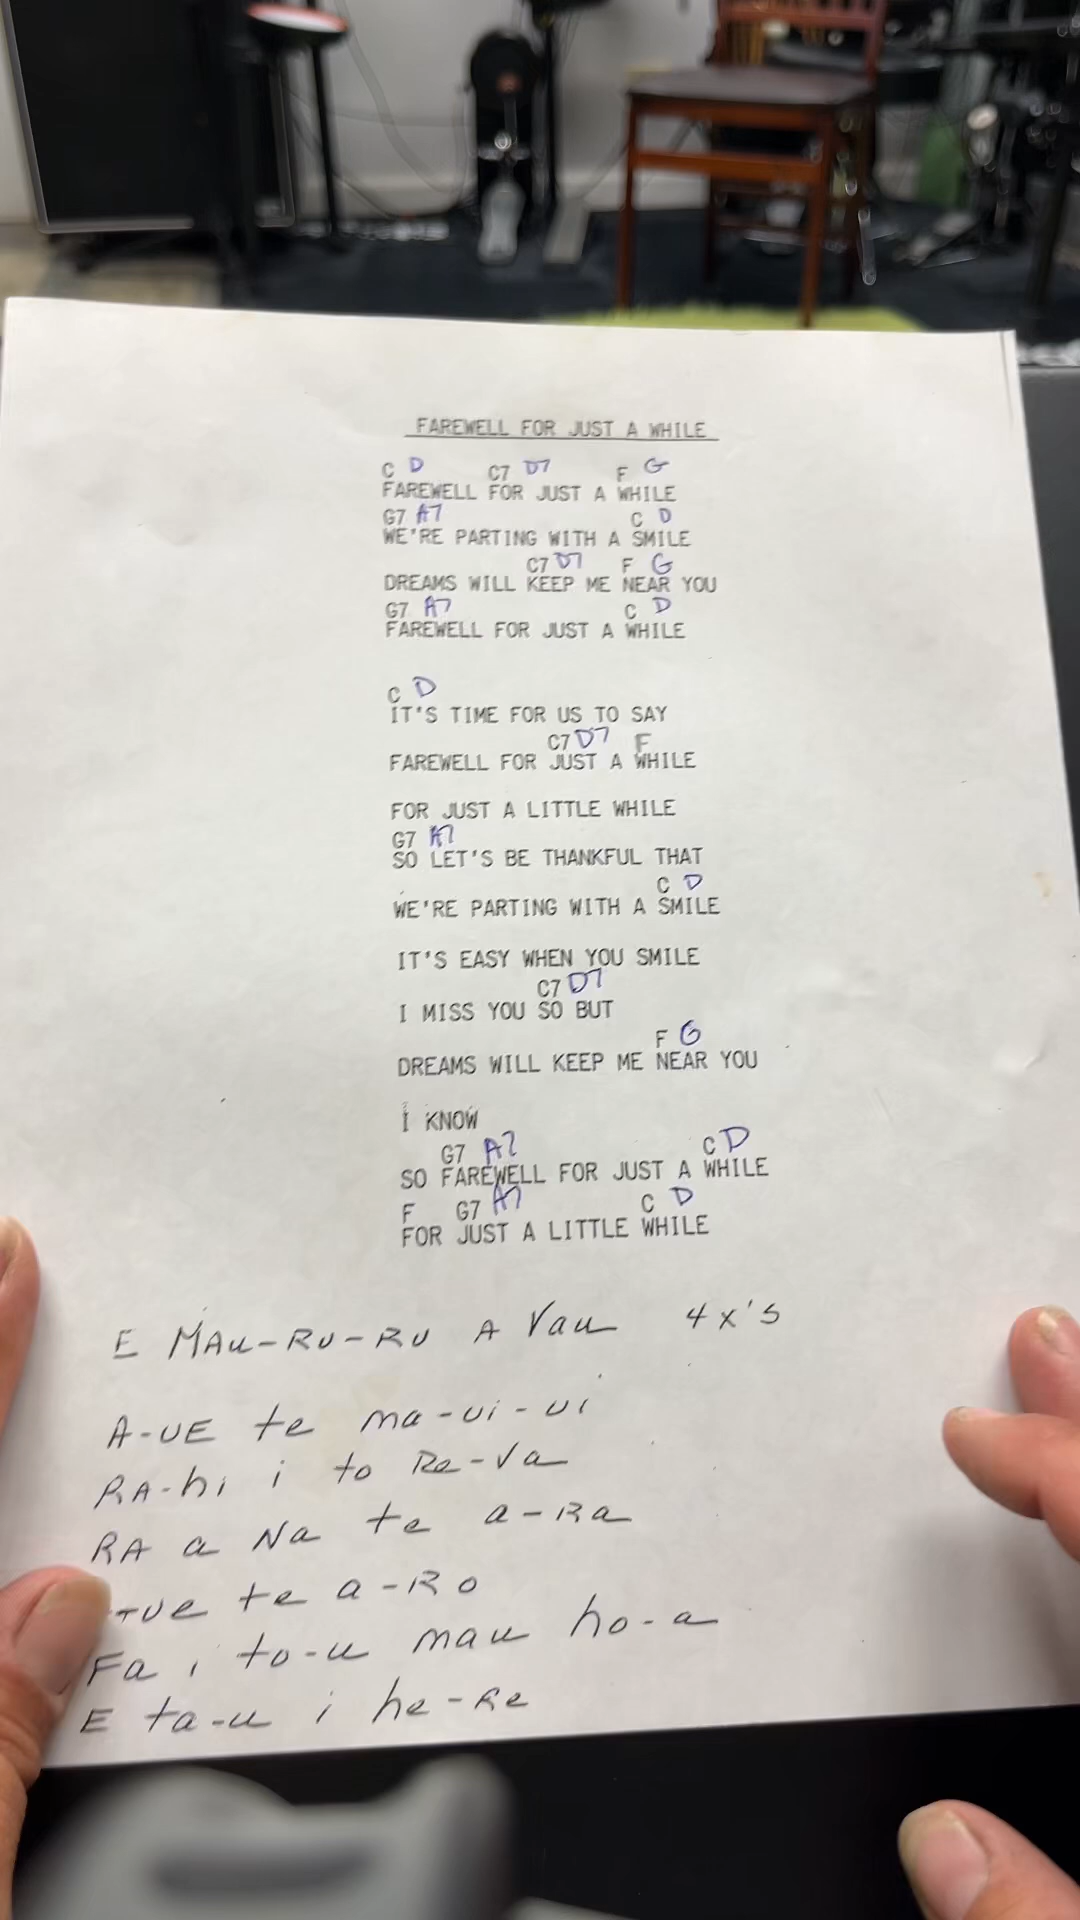 FAREWELL FOR JUST A WHILE
C D C7 D7 F G
FAREWELL FOR JUST A WHILE
G7 A7 C D
WE'RE PARTING WITH A SMILE
C7 D7 F G
DREAMS WILL KEEP ME NEAR YOU
G7 A7 C D
FAREWELL FOR JUST A WHILE
C D
IT'S TIME FOR US TO SAY
C7 D7 F
FAREWELL FOR JUST A WHILE
FOR JUST A LITTLE WHILE
G7 A7
SO LET'S BE THANKFUL THAT
C D
WE'RE PARTING WITH A SMILE
IT'S EASY WHEN YOU SMILE
C7 D7
I MISS YOU SO BUT
F G
DREAMS WILL KEEP ME NEAR YOU
I KNOW
G7 A7 C D
SO FAREWELL FOR JUST A WHILE
F G7 A7 C D
FOR JUST A LITTLE WHILE
E MAu-RU-RU A Vau 4x's
A-UE te ma-ui-ui
RA-hi i to Re-Va
RA a Na te a-Ra
te a-Ro
Fa i to-u mau ho-a
E ta-u i he-Re